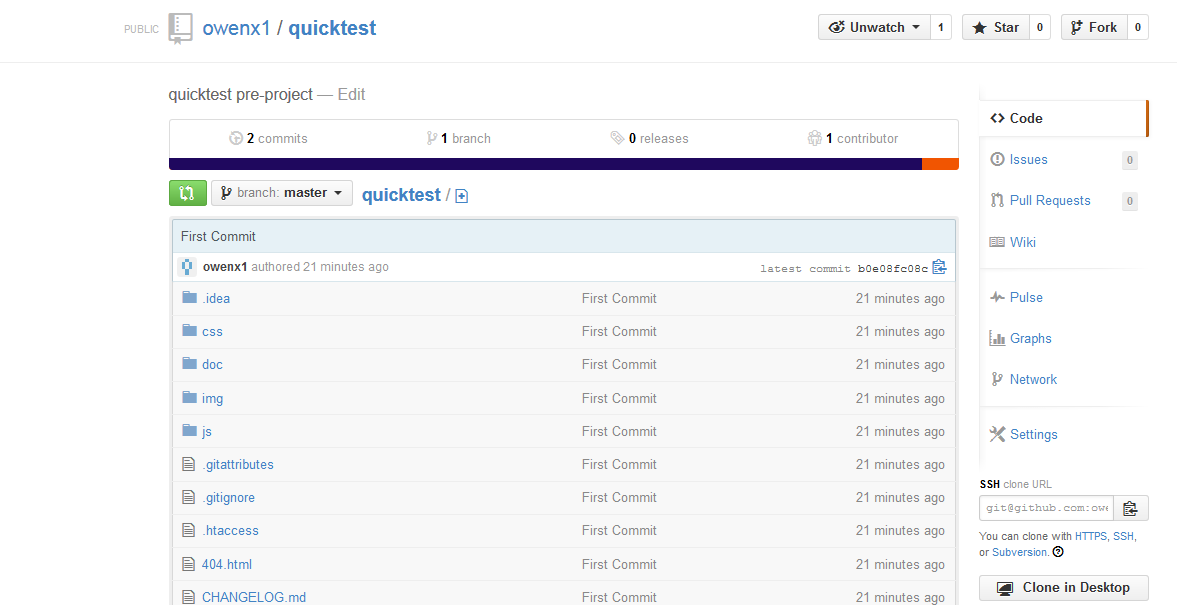 PUBLIC owenx1 / quicktest Unwatch 1 Star 0 Fork 0
quicktest pre-project — Edit
2 commits 1 branch 0 releases 1 contributor
branch: master quicktest /
First Commit
owenx1 authored 21 minutes ago latest commit b0e08fc08c
.idea First Commit 21 minutes ago
css First Commit 21 minutes ago
doc First Commit 21 minutes ago
img First Commit 21 minutes ago
js First Commit 21 minutes ago
.gitattributes First Commit 21 minutes ago
.gitignore First Commit 21 minutes ago
.htaccess First Commit 21 minutes ago
404.html First Commit 21 minutes ago
CHANGELOG.md First Commit 21 minutes ago
Code
Issues 0
Pull Requests 0
Wiki
Pulse
Graphs
Network
Settings
SSH clone URL
git@github.com:owe
You can clone with HTTPS, SSH,
or Subversion.
Clone in Desktop